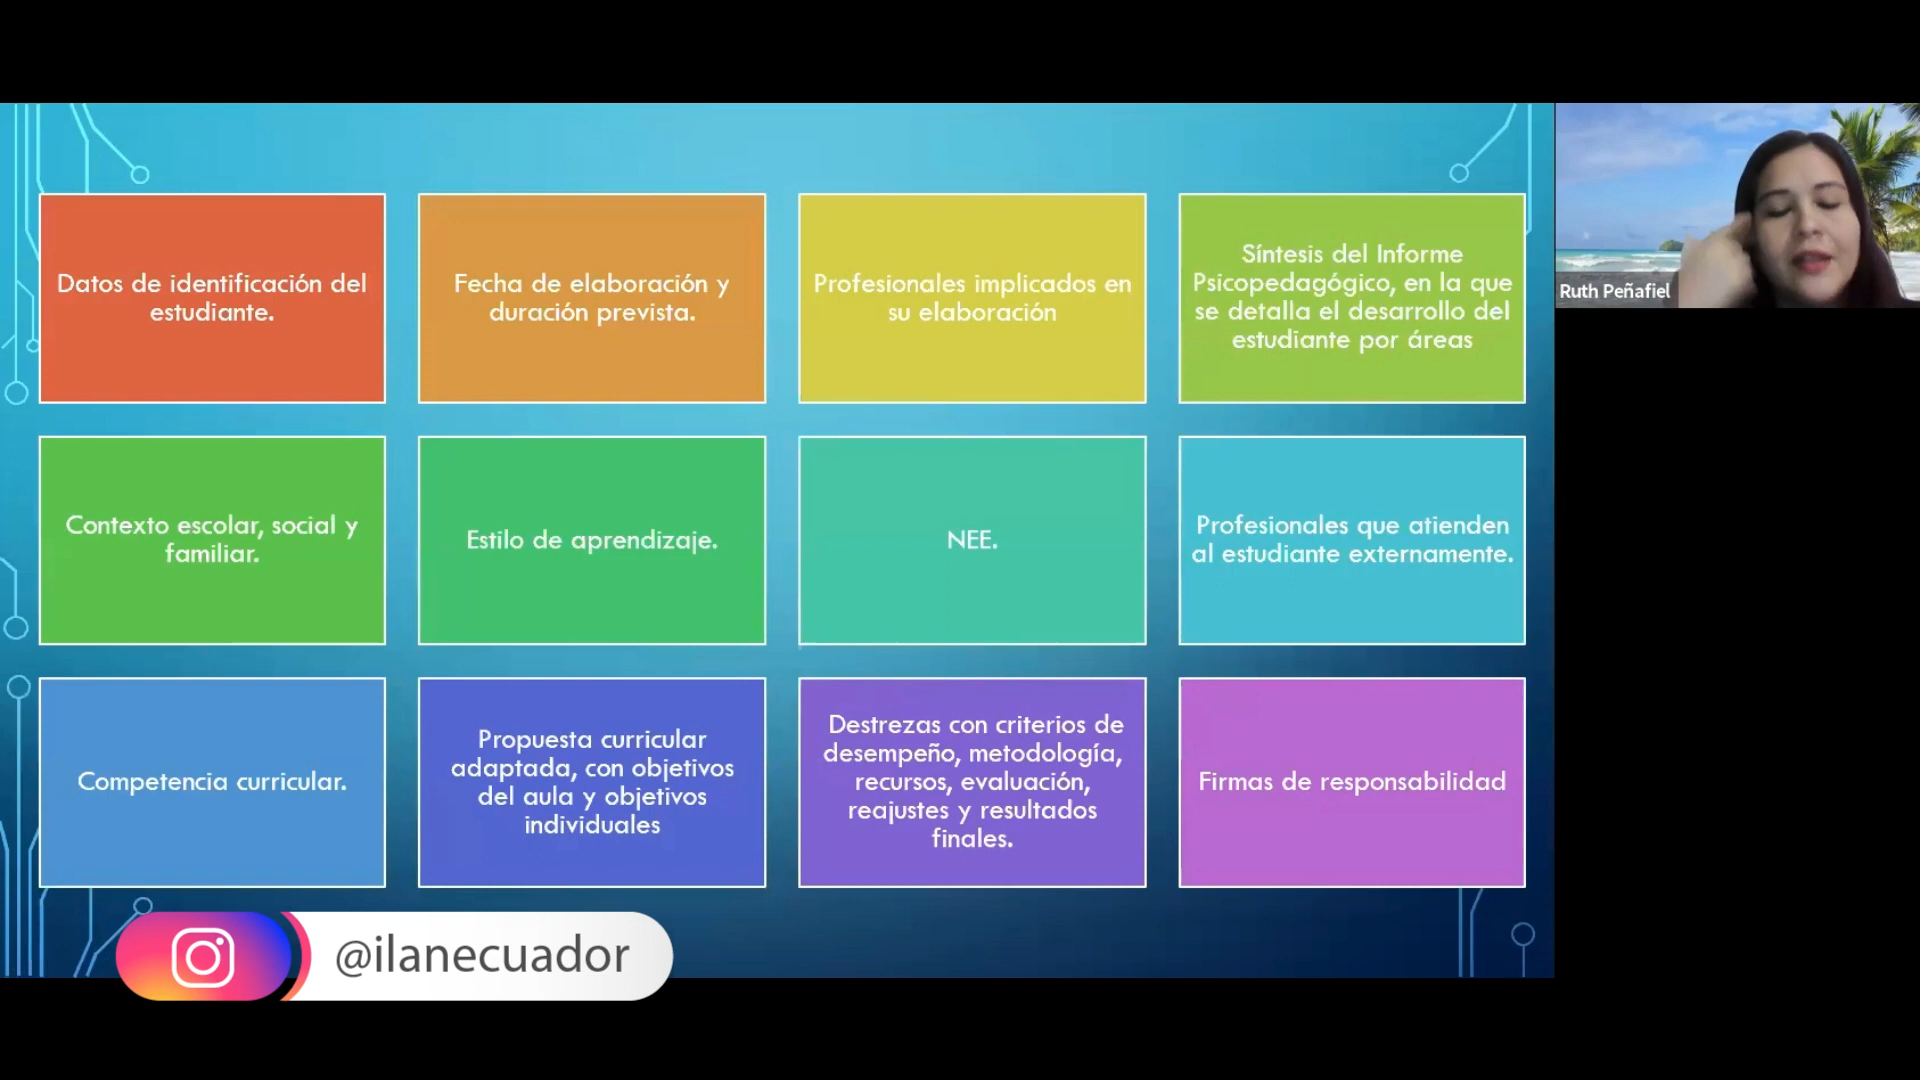 Datos de identificación del
estudiante.
Fecha de elaboración y
duración prevista.
Profesionales implicados en
su elaboración
Síntesis del Informe
Psicopedagógico, en la que
se detalla el desarrollo del
estudiante por áreas
Ruth Peñafiel
Contexto escolar, social y
familiar.
Estilo de aprendizaje.
NEE.
Profesionales que atienden
al estudiante externamente.
Competencia curricular.
Propuesta curricular
adaptada, con objetivos
del aula y objetivos
individuales
Destrezas con criterios de
desempeño, metodología,
recursos, evaluación,
reajustes y resultados
finales.
Firmas de responsabilidad
@ilanecuador